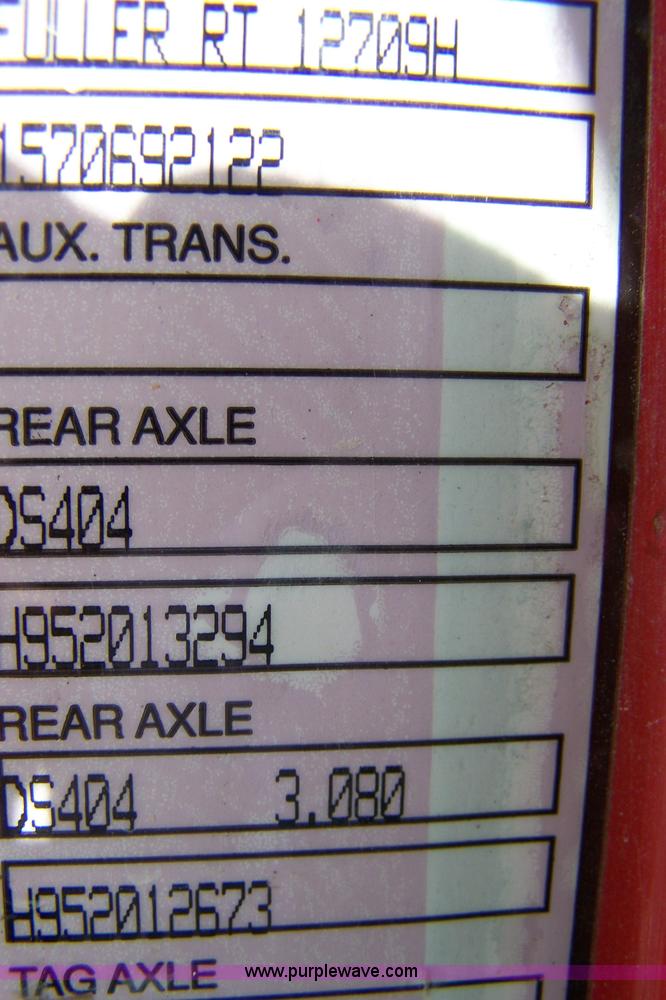 FULLER RT 12709H
1570692122
AUX. TRANS.
REAR AXLE
DS404
H952013294
REAR AXLE
DS404 3.080
H952012673
TAG AXLE
www.purplewave.com